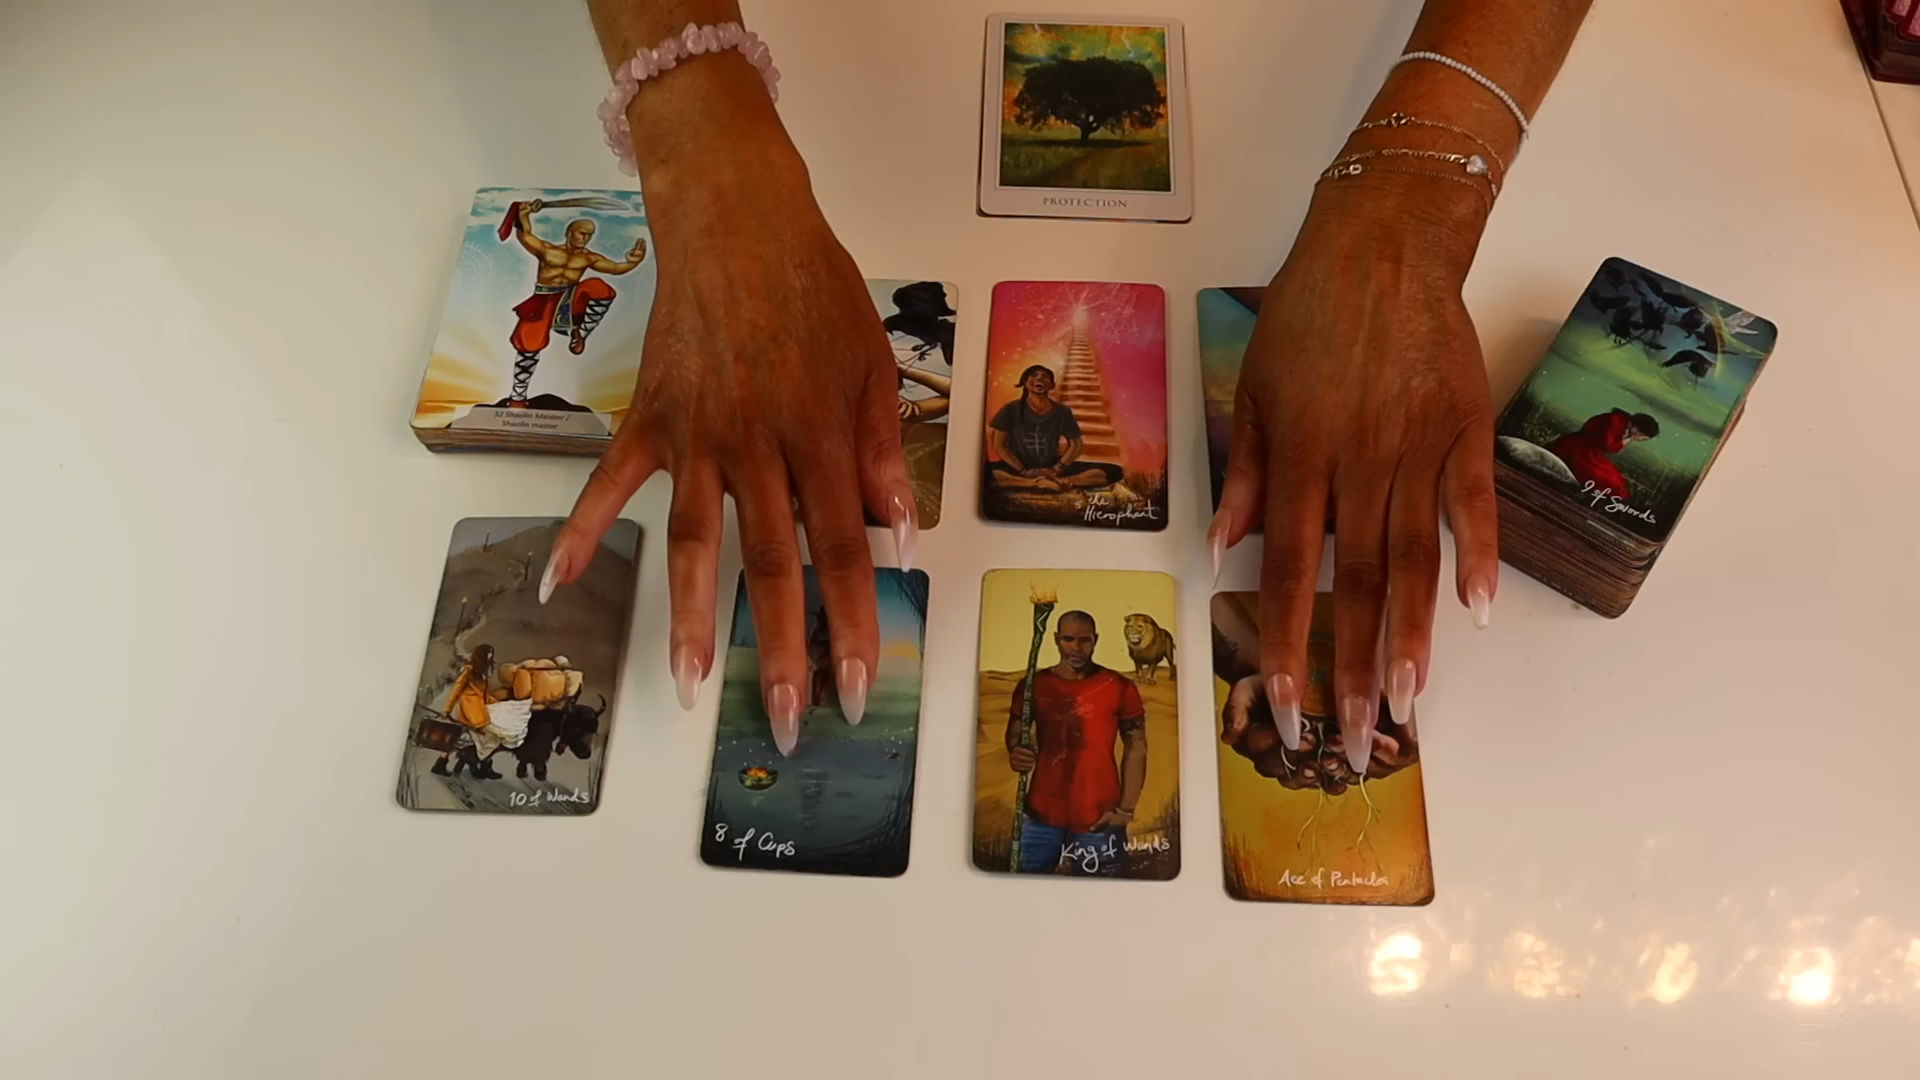 PROTECTION
32 Shaolin Meister /
Shaolin master
5 the
Hierophant
9 of Swords
10 of Wands
8 of Cups
King of Wands
Ace of Pentacles